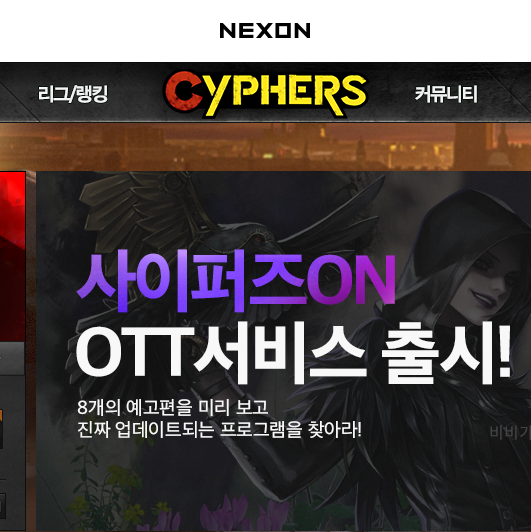 NEXON
리그/랭킹 CYPHERS 커뮤니티
사이퍼즈ON
OTT서비스 출시!
8개의 예고편을 미리 보고
진짜 업데이트되는 프로그램을 찾아라!
비비기